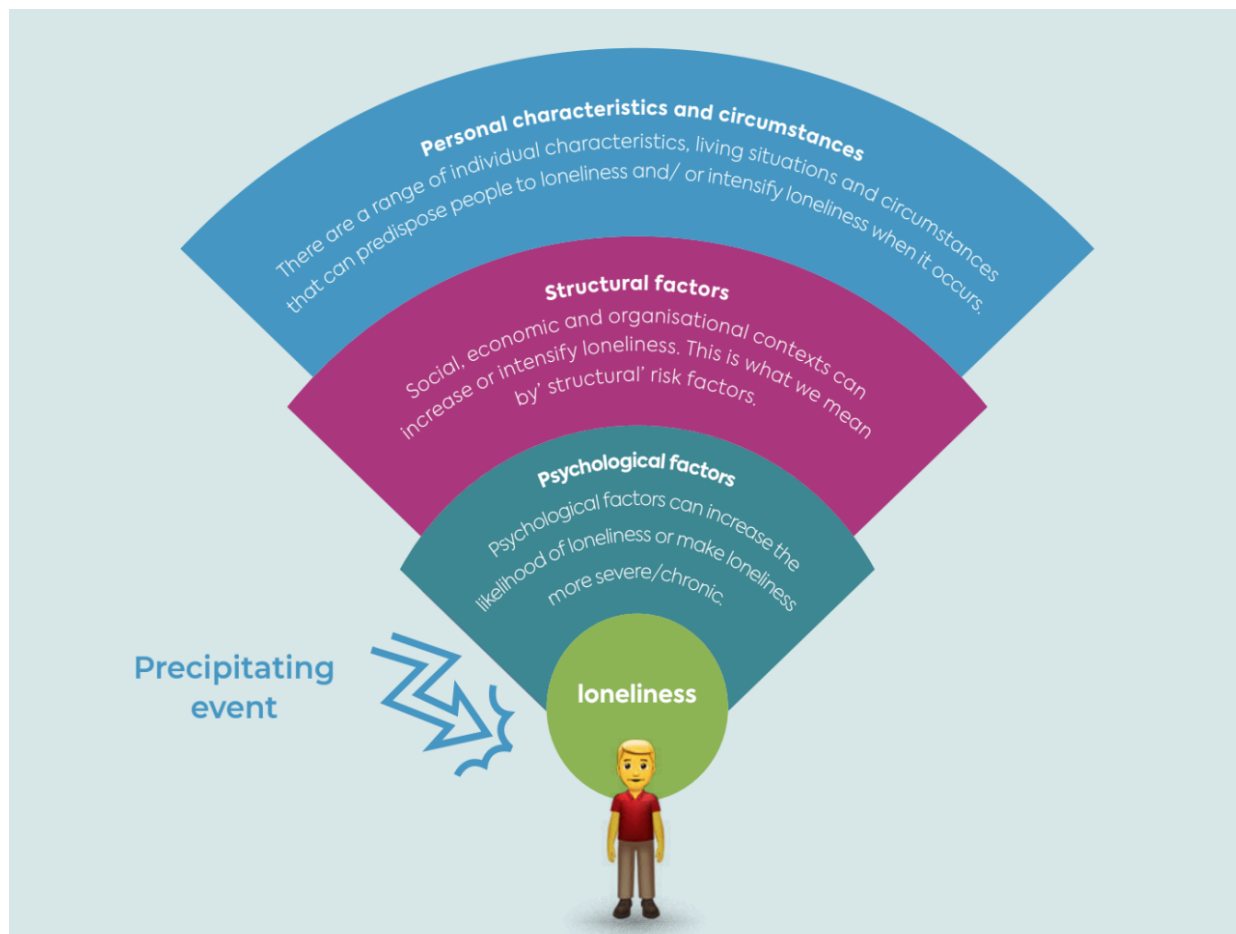 Personal characteristics and circumstances
There are a range of individual characteristics, living situations and circumstances
that can predispose people to loneliness and/ or intensify loneliness when it occurs.
Structural factors
Social, economic and organisational contexts can
increase or intensify loneliness. This is what we mean
by’ structural’ risk factors.
Psychological factors
Psychological factors can increase the
likelihood of loneliness or make loneliness
more severe/chronic.
Precipitating
event
loneliness